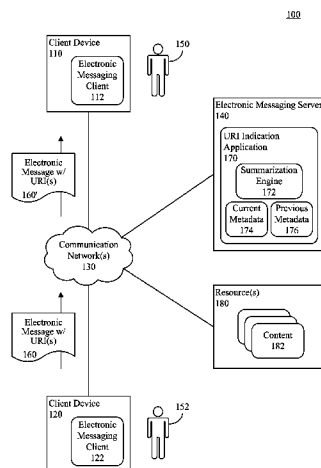 100
Client Device
110
Electronic
Messaging
Client
112
150
Electronic Messaging Server
140
URI Indication
Application
170
Summarization
Engine
172
Current
Metadata
174
Previous
Metadata
176
Electronic
Message w/
URI(s)
160'
Communication
Network(s)
130
Resource(s)
180
Content
182
Electronic
Message w/
URI(s)
160
Client Device
120
Electronic
Messaging
Client
122
152